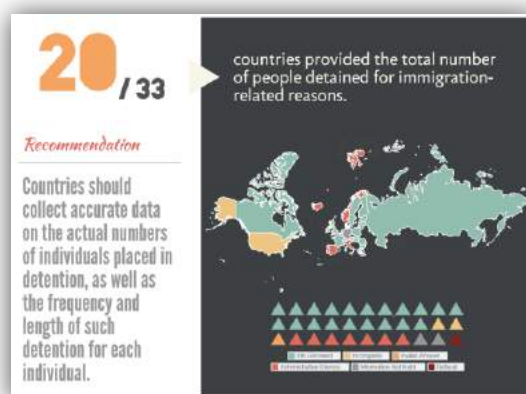 20 / 33
countries provided the total number
of people detained for immigration-
related reasons.
Recommendation
Countries should
collect accurate data
on the actual numbers
of individuals placed in
detention, as well as
the frequency and
length of such
detention for each
individual.